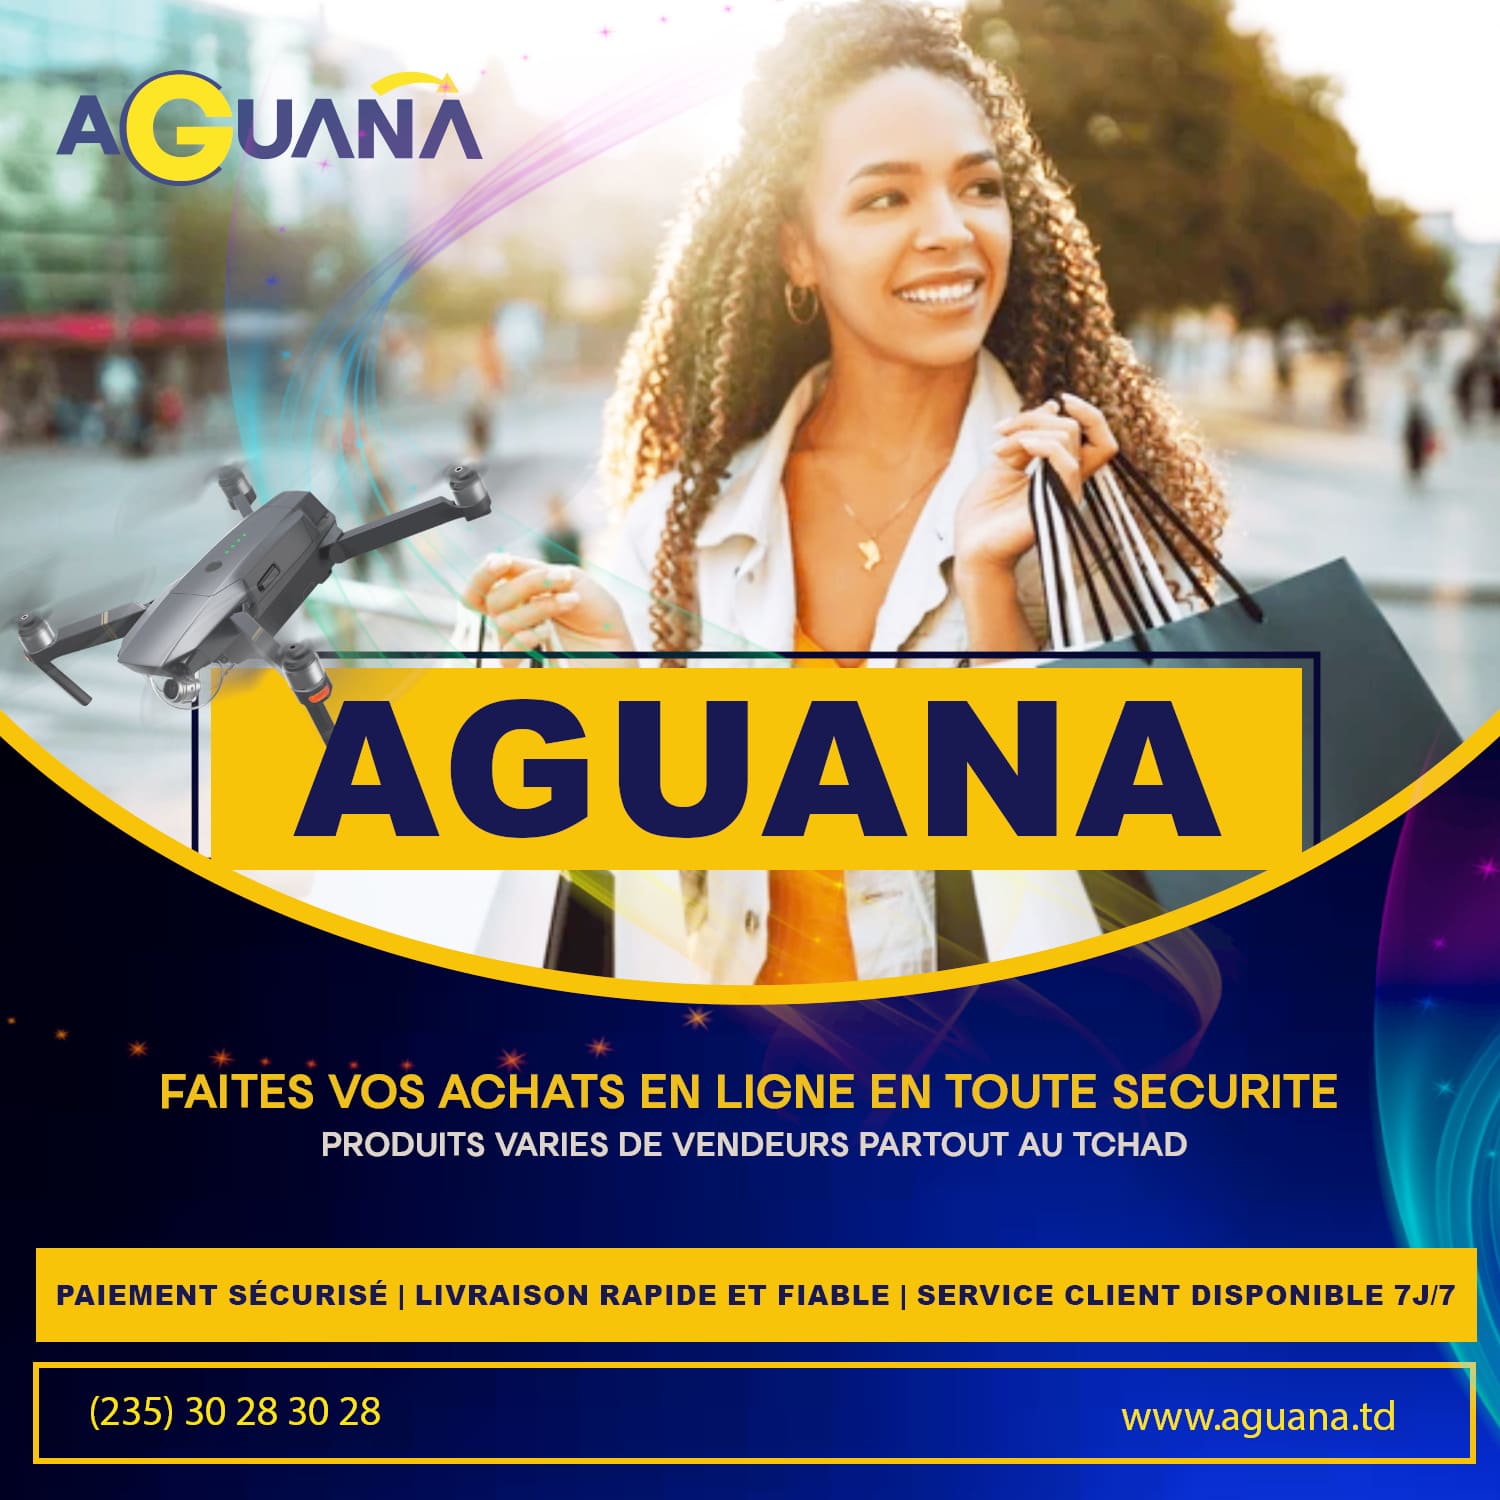 AGUANA
AGUANA
FAITES VOS ACHATS EN LIGNE EN TOUTE SECURITE
PRODUITS VARIES DE VENDEURS PARTOUT AU TCHAD
PAIEMENT SÉCURISÉ | LIVRAISON RAPIDE ET FIABLE | SERVICE CLIENT DISPONIBLE 7J/7
(235) 30 28 30 28
www.aguana.td